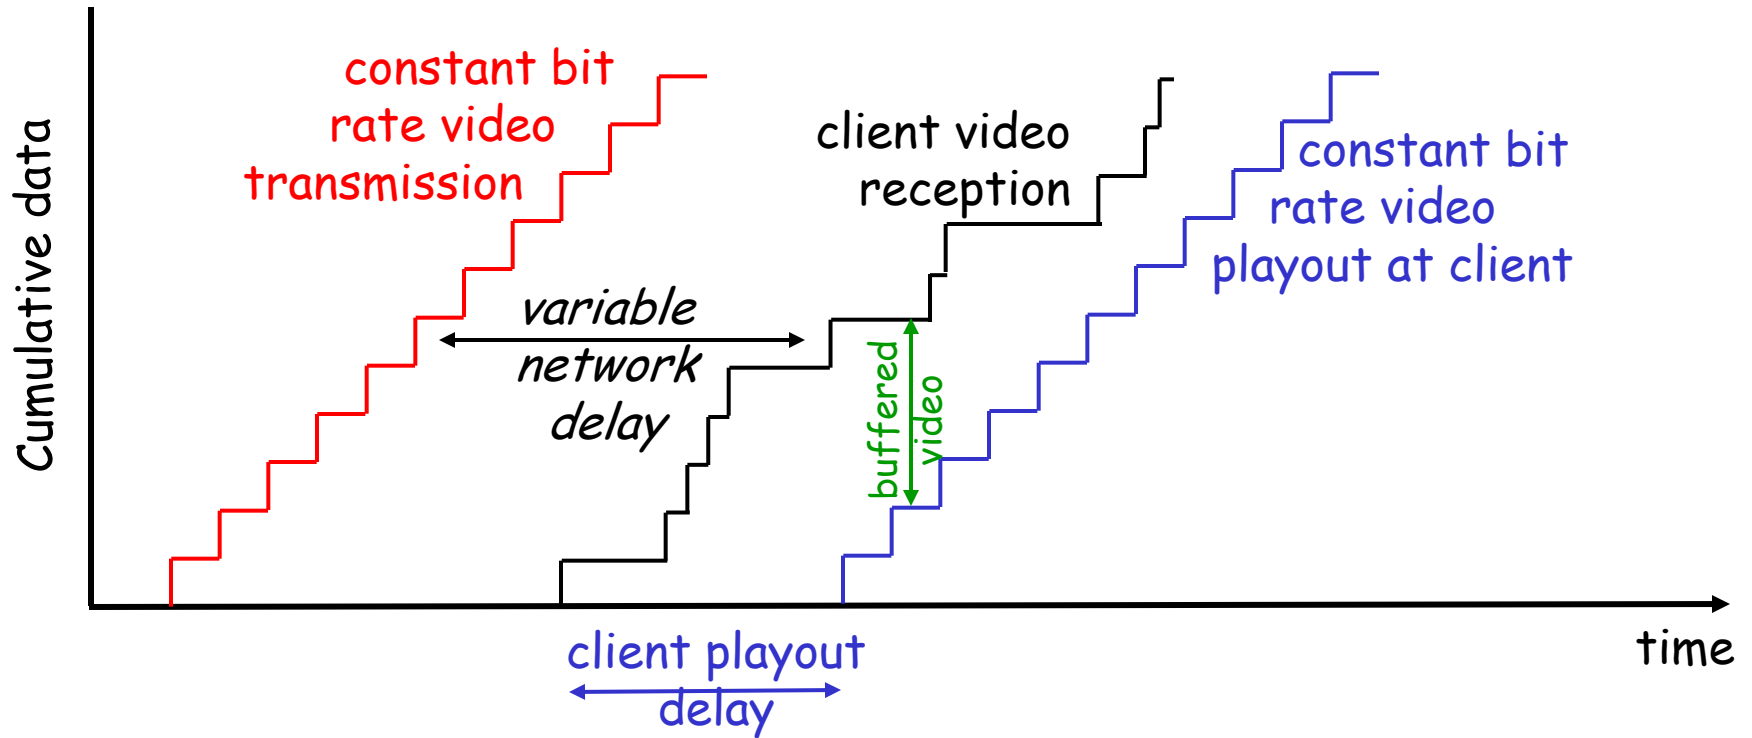 Cumulative data
constant bit
rate video
transmission
variable
network
delay
client video
reception
buffered
video
constant bit
rate video
playout at client
client playout
delay
time